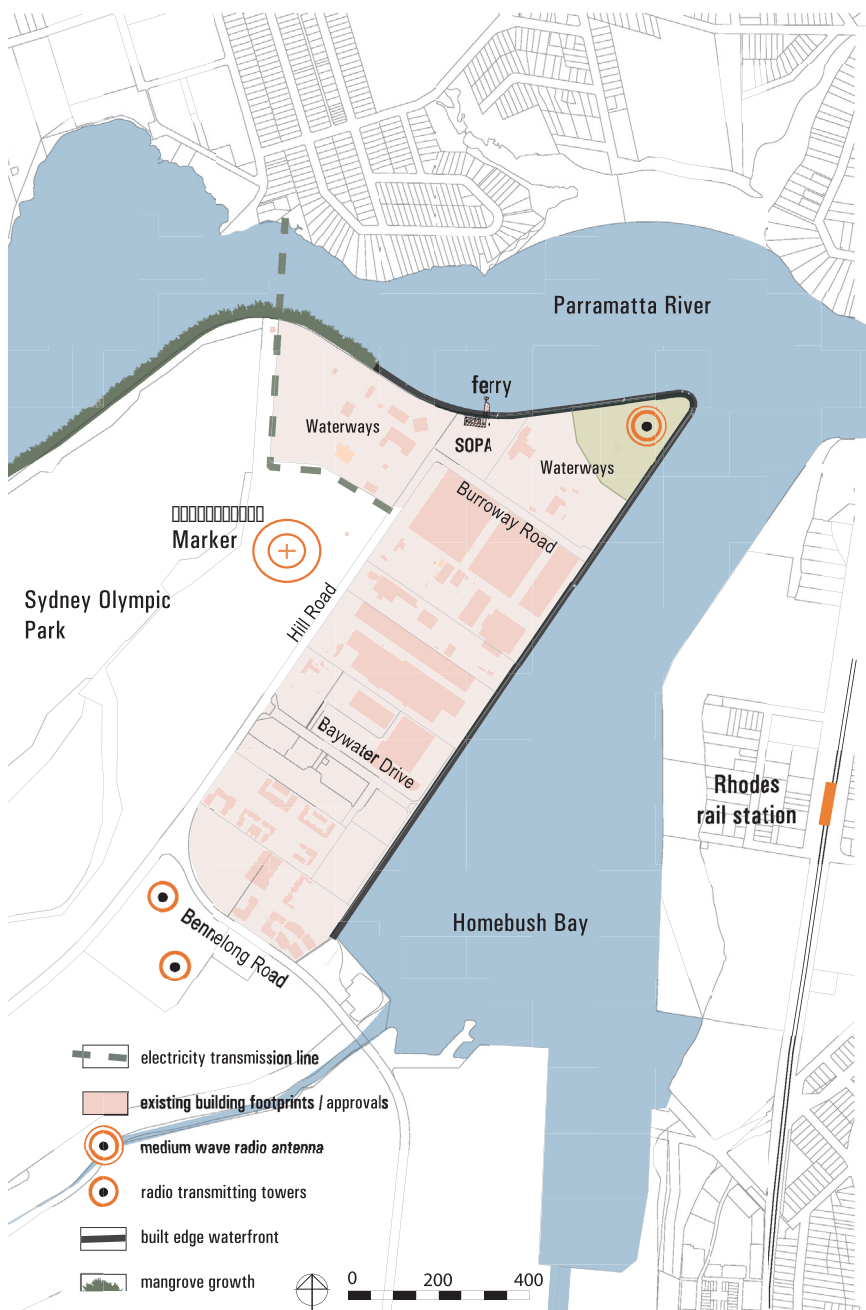 Parramatta River
ferry
SOPA
Waterways
Waterways
Burroway Road
Marker
Sydney Olympic
Park
Hill Road
Baywater Drive
Rhodes
rail station
Homebush Bay
Bennelong Road
electricity transmission line
existing building footprints / approvals
medium wave radio antenna
radio transmitting towers
built edge waterfront
mangrove growth
0 200 400